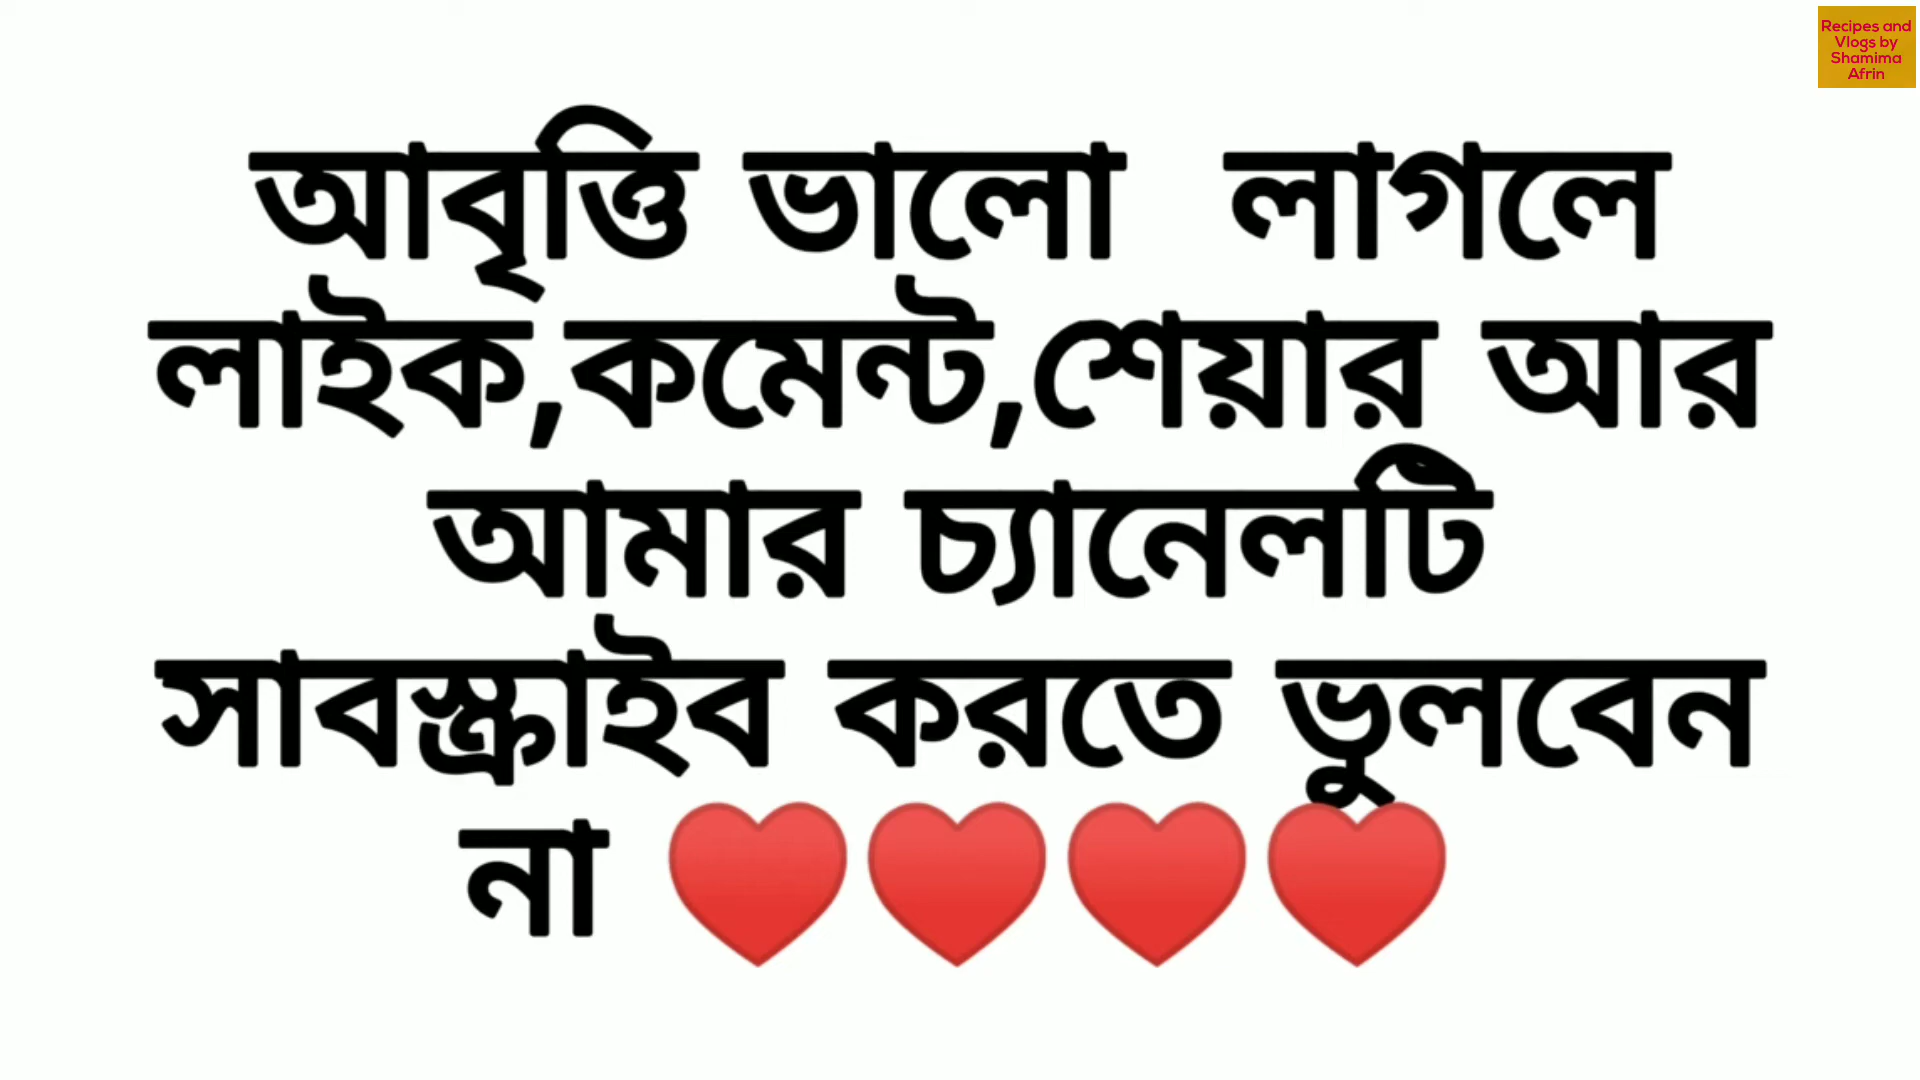 Recipes and
Vlogs by
Shamima
Afrin
আবৃত্তি ভালো লাগলে
লাইক,কমেন্ট,শেয়ার আর
আমার চ্যানেলটি
সাবস্ক্রাইব করতে ভুলবেন
না ❤️❤️❤️❤️